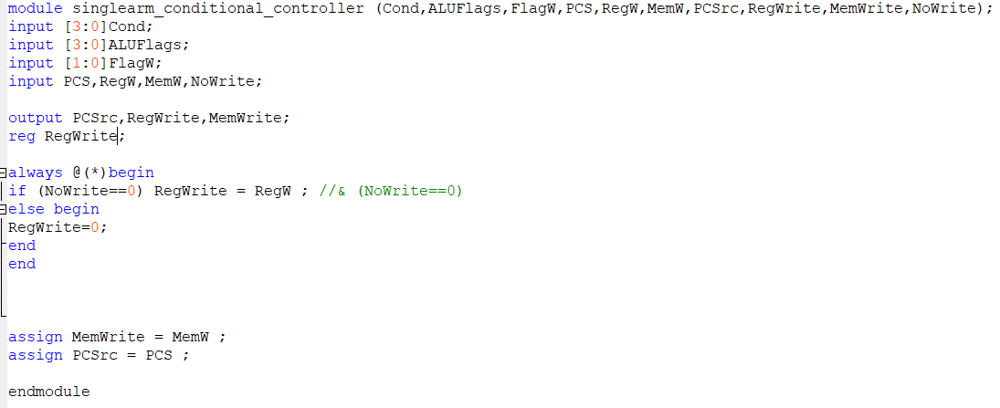 module singlearm_conditional_controller (Cond,ALUFlags,FlagW,PCS,RegW,MemW,PCSrc,RegWrite,MemWrite,NoWrite);
input [3:0]Cond;
input [3:0]ALUFlags;
input [1:0]FlagW;
input PCS,RegW,MemW,NoWrite;
output PCSrc,RegWrite,MemWrite;
reg RegWrite;
always @(*)begin
if (NoWrite==0) RegWrite = RegW ; //& (NoWrite==0)
else begin
RegWrite=0;
end
end
assign MemWrite = MemW ;
assign PCSrc = PCS ;
endmodule